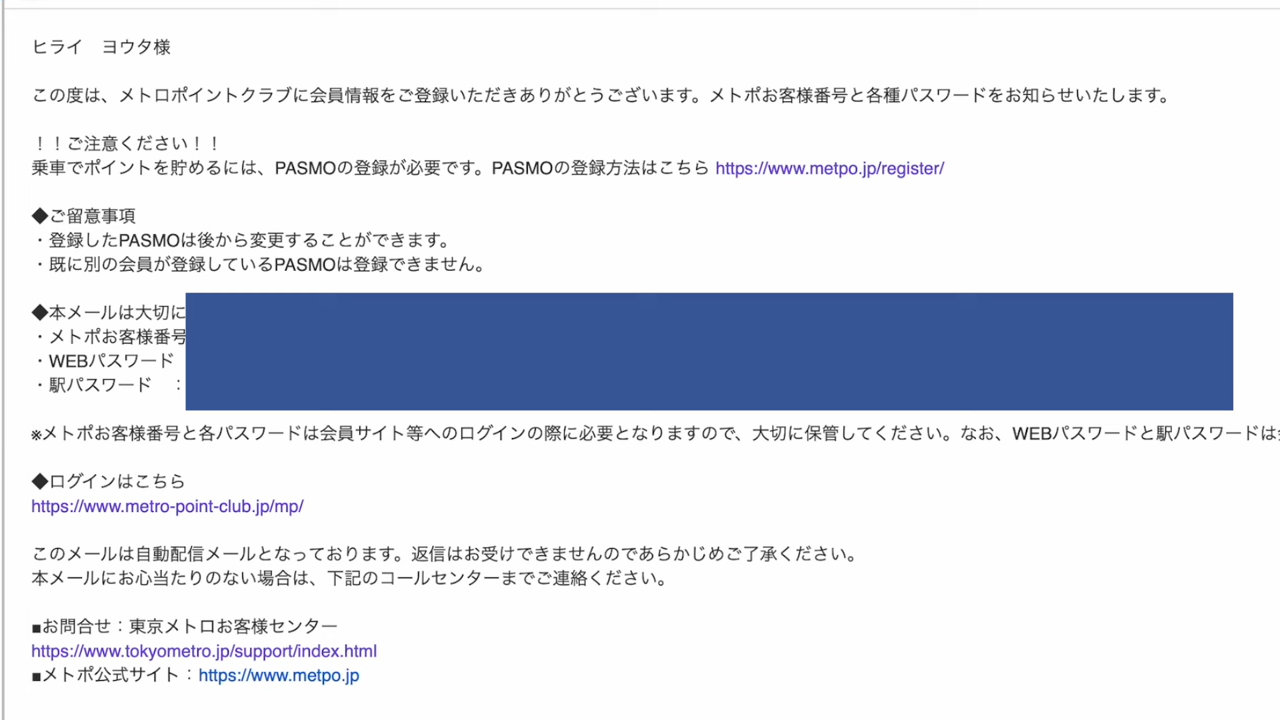 ヒライ　ヨウタ様
この度は、メトロポイントクラブに会員情報をご登録いただきありがとうございます。メトポお客様番号と各種パスワードをお知らせいたします。
！！ご注意ください！！
乗車でポイントを貯めるには、PASMOの登録が必要です。PASMOの登録方法はこちら https://www.metpo.jp/register/
◆ご留意事項
・登録したPASMOは後から変更することができます。
・既に別の会員が登録しているPASMOは登録できません。
◆本メールは大切に
・メトポお客様番号
・WEBパスワード
・駅パスワード　：
※メトポお客様番号と各パスワードは会員サイト等へのログインの際に必要となりますので、大切に保管してください。なお、WEBパスワードと駅パスワードは
◆ログインはこちら
https://www.metro-point-club.jp/mp/
このメールは自動配信メールとなっております。返信はお受けできませんのであらかじめご了承ください。
本メールにお心当たりのない場合は、下記のコールセンターまでご連絡ください。
■お問合せ：東京メトロお客様センター
https://www.tokyometro.jp/support/index.html
■メトポ公式サイト：https://www.metpo.jp